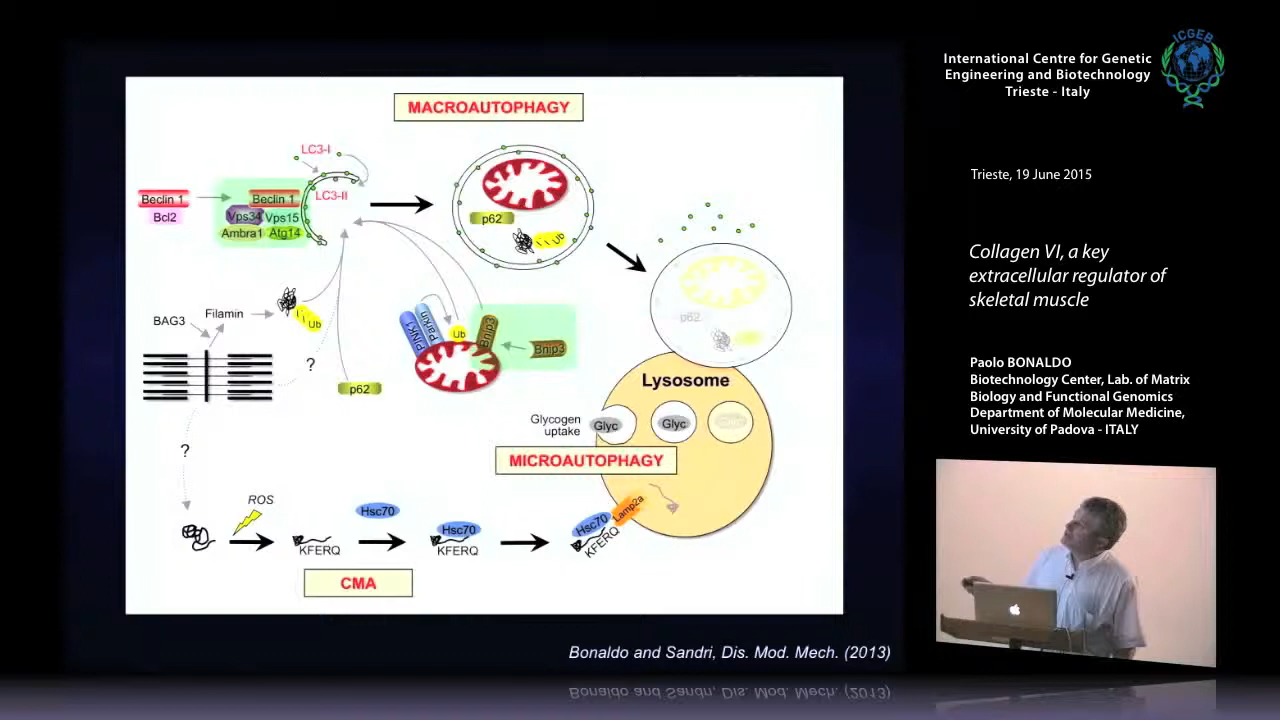 MACROAUTOPHAGY
LC3-I
LC3-II
Beclin 1
Bcl2
Beclin 1
Vps34 Vps15
Ambra1 Atg14
p62
Ub
p62
BAG3
Filamin
Ub
?
p62
PINK1
Parkin
Ub
Bnip3
Bnip3
Lysosome
Glycogen
uptake
Glyc
Glyc
Glyc
MICROAUTOPHAGY
?
ROS
KFERQ
Hsc70
Hsc70
KFERQ
Hsc70
Lamp2a
KFERQ
CMA
Bonaldo and Sandri, Dis. Mod. Mech. (2013)
International Centre for Genetic
Engineering and Biotechnology
Trieste - Italy
ICGEB
Trieste, 19 June 2015
Collagen VI, a key
extracellular regulator of
skeletal muscle
Paolo BONALDO
Biotechnology Center, Lab. of Matrix
Biology and Functional Genomics
Department of Molecular Medicine,
University of Padova - ITALY